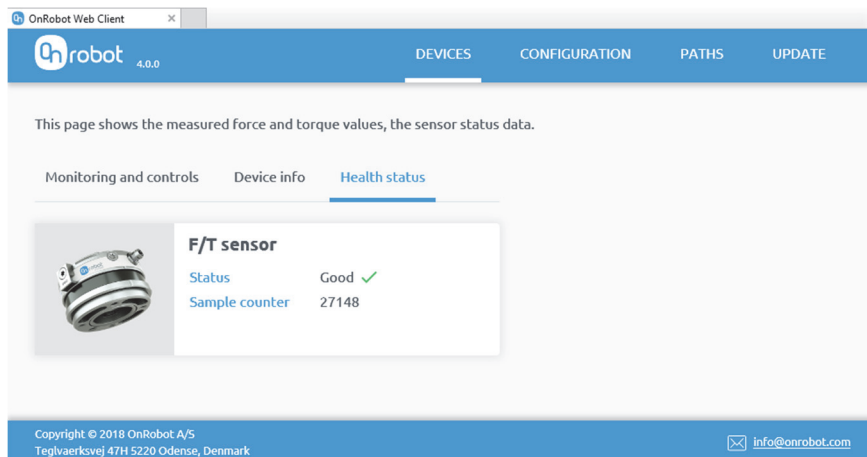 OnRobot Web Client
Onrobot 4.0.0 DEVICES CONFIGURATION PATHS UPDATE
This page shows the measured force and torque values, the sensor status data.
Monitoring and controls Device info Health status
F/T sensor
Status Good
Sample counter 27148
Copyright © 2018 OnRobot A/S
Teglvaerksvej 47H 5220 Odense, Denmark
info@onrobot.com